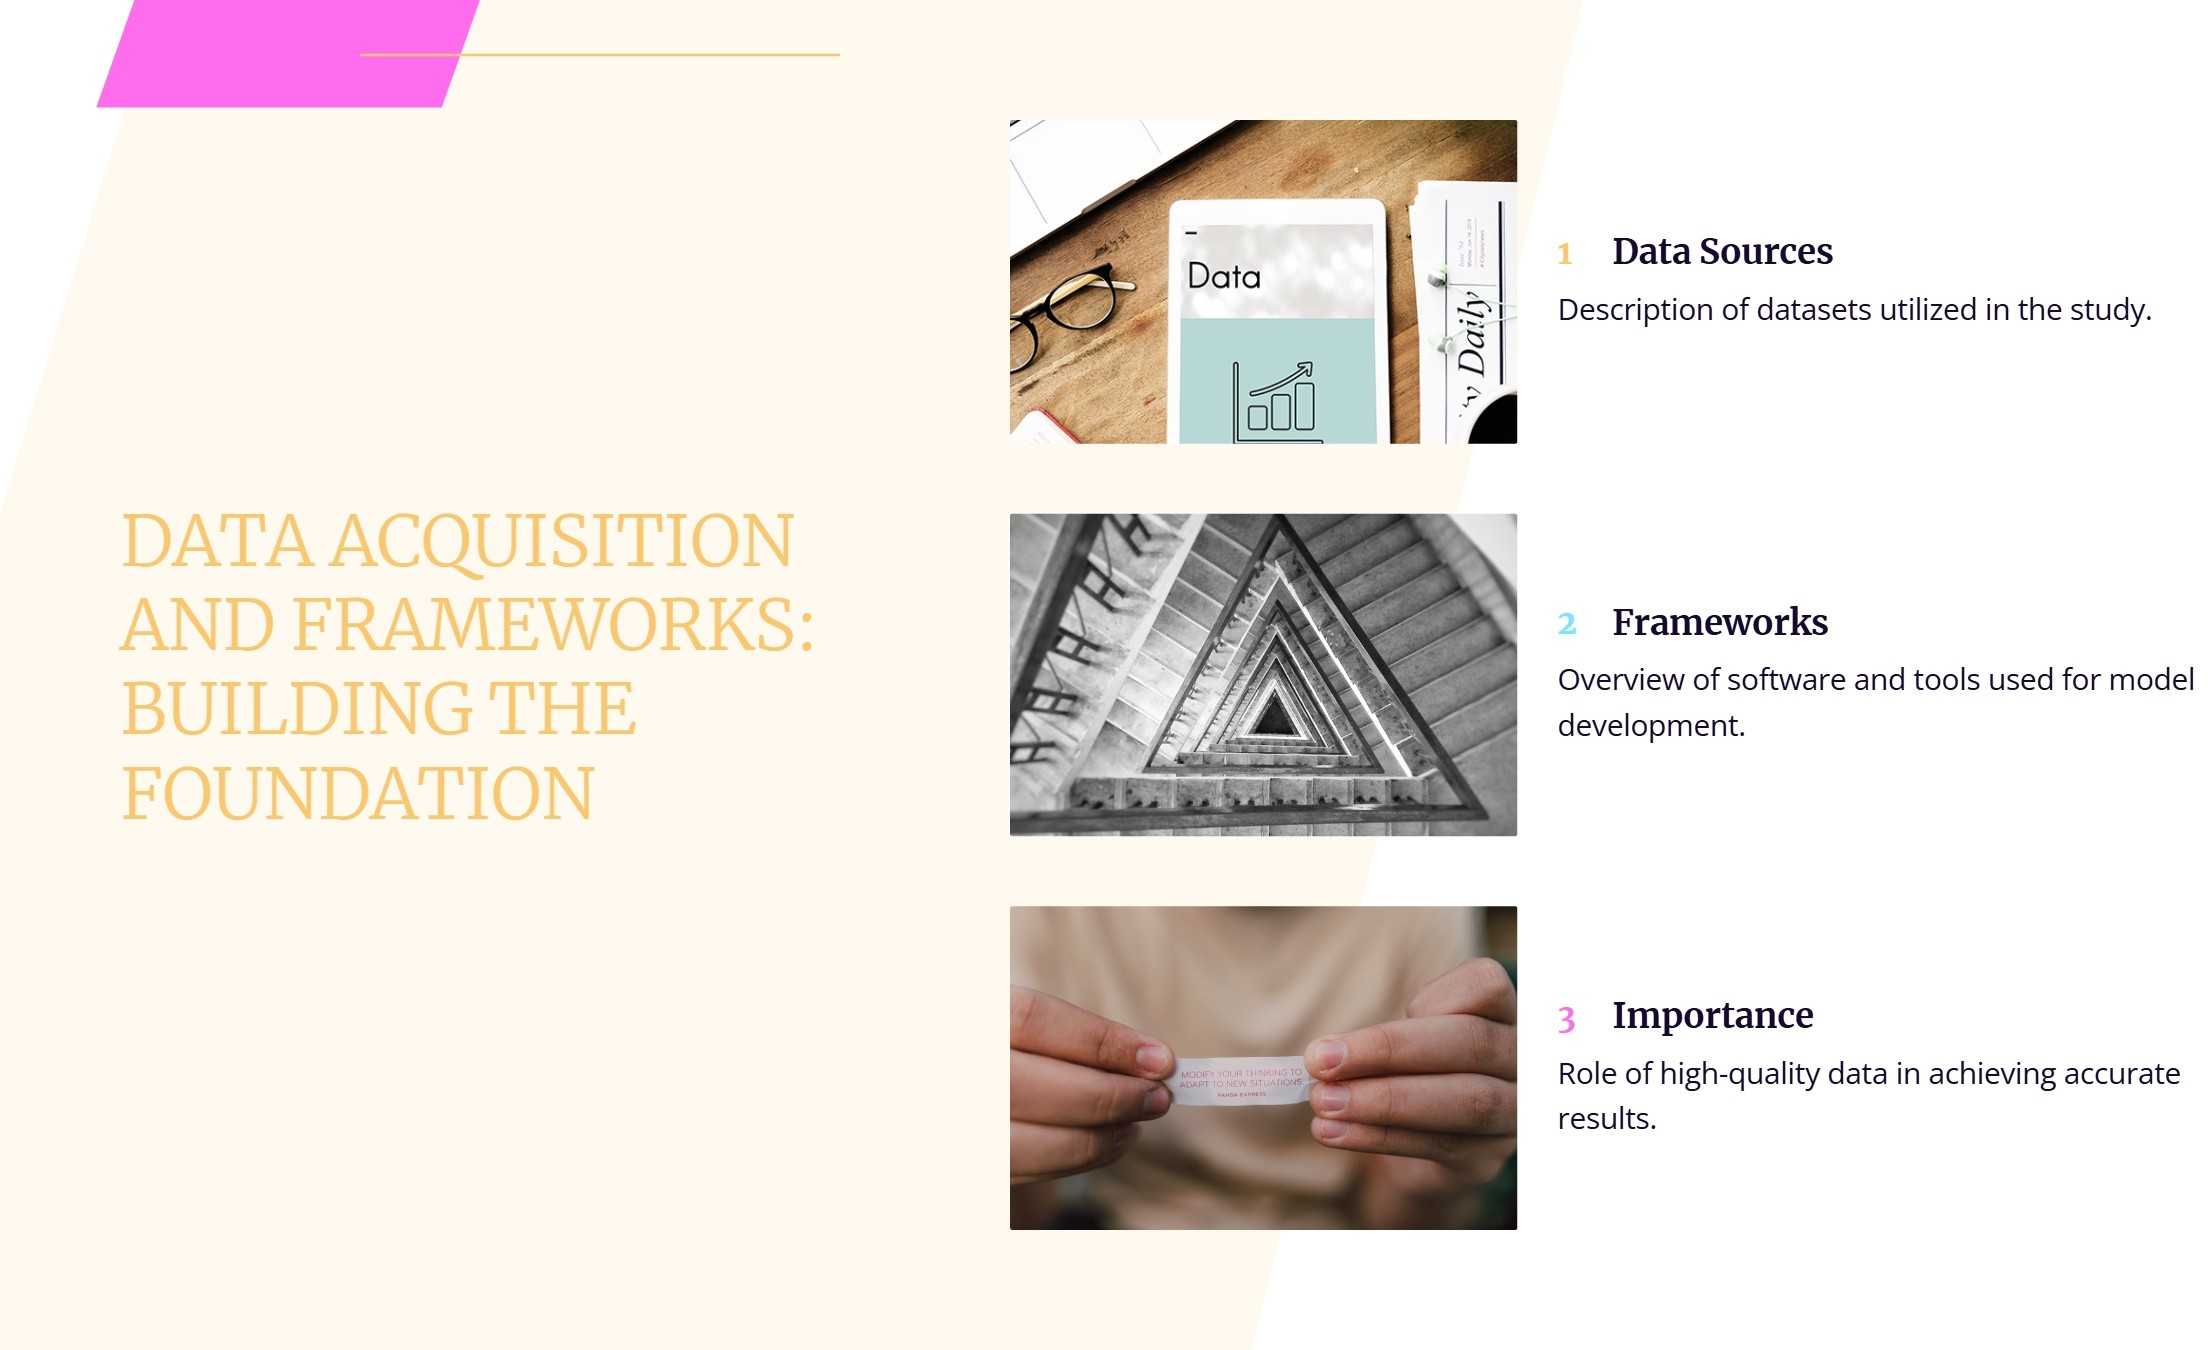 DATA ACQUISITION
AND FRAMEWORKS:
BUILDING THE
FOUNDATION
Data
Daily
1 Data Sources
Description of datasets utilized in the study.
2 Frameworks
Overview of software and tools used for model
development.
MODIFY YOUR THINKING TO
ADAPT TO NEW SITUATIONS.
PANDA EXPRESS
3 Importance
Role of high-quality data in achieving accurate
results.